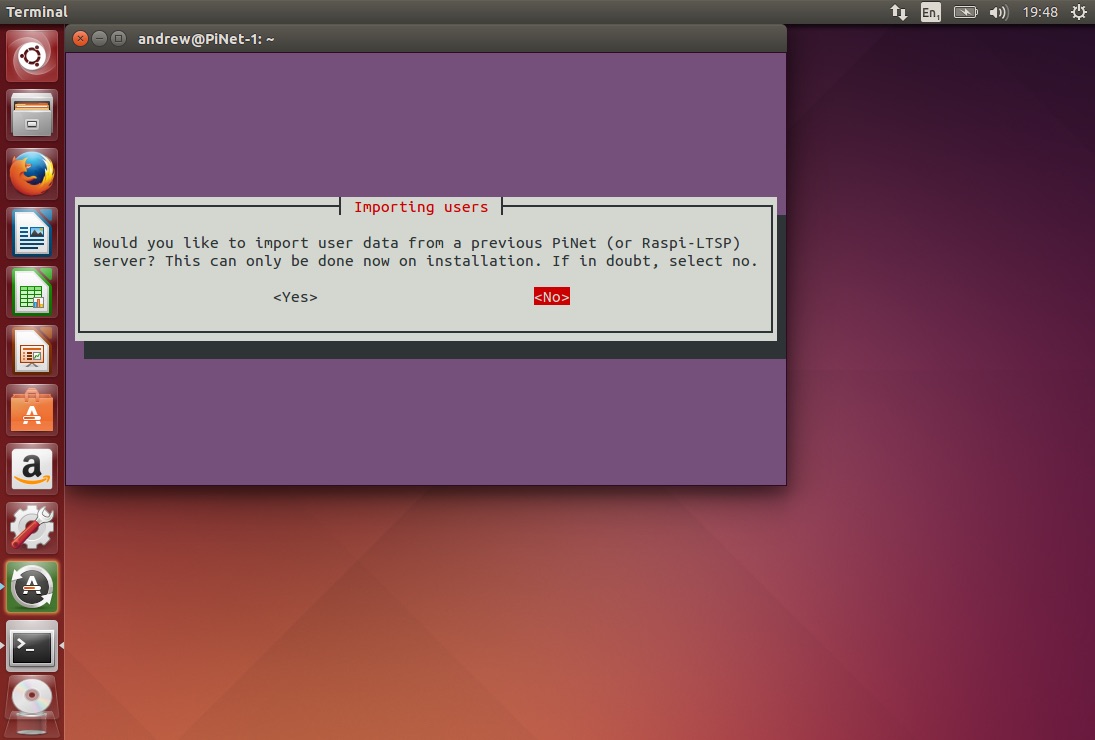 Terminal
En1
19:48
andrew@PiNet-1: ~
Importing users
Would you like to import user data from a previous PiNet (or Raspi-LTSP)
server? This can only be done now on installation. If in doubt, select no.
<Yes>
<No>